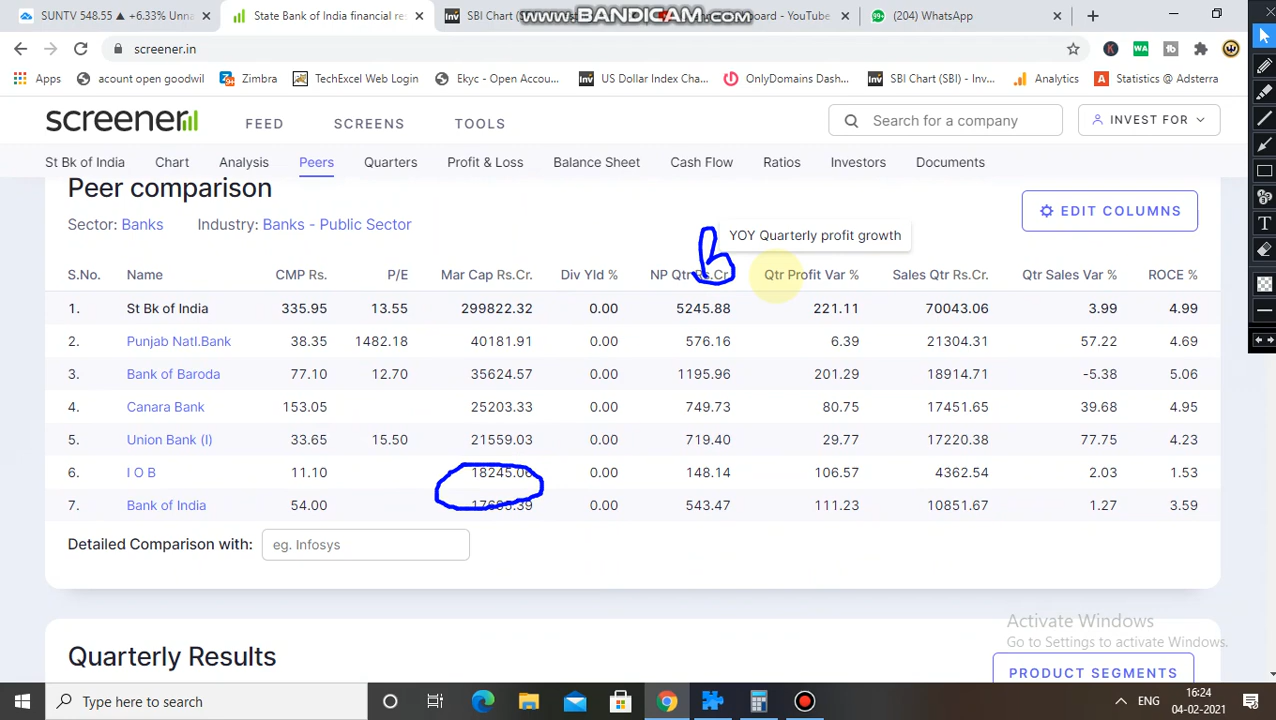 SUNTV 548.55 ▲ +6.33% Unna
State Bank of India financial res
SBI Chart (
www.BANDICAM.com
board - YouTube
(204) WhatsApp
screener.in
Apps
acount open goodwil
Zimbra
TechExcel Web Login
Ekyc - Open Accou...
US Dollar Index Cha...
OnlyDomains Dash...
SBI Chart (SBI) - Inv...
Analytics
Statistics @ Adsterra
screener
FEED
SCREENS
TOOLS
Search for a company
INVEST FOR
St Bk of India
Chart
Analysis
Peers
Quarters
Profit & Loss
Balance Sheet
Cash Flow
Ratios
Investors
Documents
Peer comparison
Sector: Banks
Industry: Banks - Public Sector
EDIT COLUMNS
YOY Quarterly profit growth
S.No. Name CMP Rs. P/E Mar Cap Rs.Cr. Div Yld % NP Qtr Rs.Cr. Qtr Profit Var % Sales Qtr Rs.Cr. Qtr Sales Var % ROCE %
1. St Bk of India 335.95 13.55 299822.32 0.00 5245.88 221.11 70043.09 3.99 4.99
2. Punjab Natl.Bank 38.35 1482.18 40181.91 0.00 576.16 6.39 21304.31 57.22 4.69
3. Bank of Baroda 77.10 12.70 35624.57 0.00 1195.96 201.29 18914.71 -5.38 5.06
4. Canara Bank 153.05 25203.33 0.00 749.73 80.75 17451.65 39.68 4.95
5. Union Bank (I) 33.65 15.50 21559.03 0.00 719.40 29.77 17220.38 77.75 4.23
6. I O B 11.10 18245.06 0.00 148.14 106.57 4362.54 2.03 1.53
7. Bank of India 54.00 0.00 543.47 111.23 10851.67 1.27 3.59
Detailed Comparison with: eg. Infosys
Activate Windows
Go to Settings to activate Windows.
Quarterly Results
PRODUCT SEGMENTS
Type here to search
ENG
16:24
04-02-2021